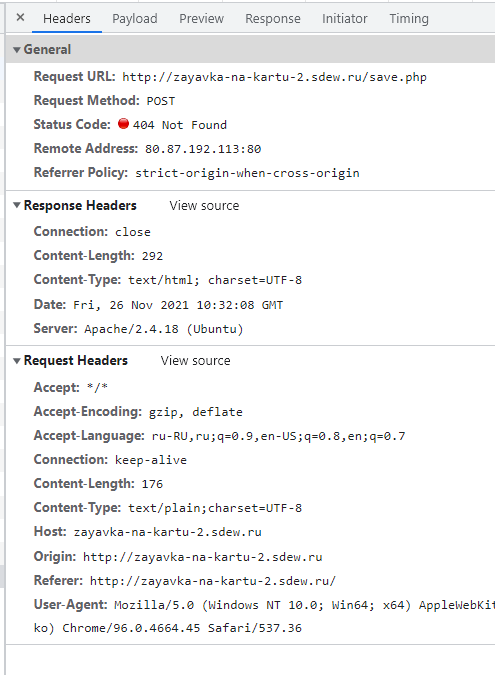 × Headers Payload Preview Response Initiator Timing
▼ General
Request URL: http://zayavka-na-kartu-2.sdew.ru/save.php
Request Method: POST
Status Code: 404 Not Found
Remote Address: 80.87.192.113:80
Referrer Policy: strict-origin-when-cross-origin
▼ Response Headers View source
Connection: close
Content-Length: 292
Content-Type: text/html; charset=UTF-8
Date: Fri, 26 Nov 2021 10:32:08 GMT
Server: Apache/2.4.18 (Ubuntu)
▼ Request Headers View source
Accept: */*
Accept-Encoding: gzip, deflate
Accept-Language: ru-RU,ru;q=0.9,en-US;q=0.8,en;q=0.7
Connection: keep-alive
Content-Length: 176
Content-Type: text/plain;charset=UTF-8
Host: zayavka-na-kartu-2.sdew.ru
Origin: http://zayavka-na-kartu-2.sdew.ru
Referer: http://zayavka-na-kartu-2.sdew.ru/
User-Agent: Mozilla/5.0 (Windows NT 10.0; Win64; x64) AppleWebKit
ko) Chrome/96.0.4664.45 Safari/537.36